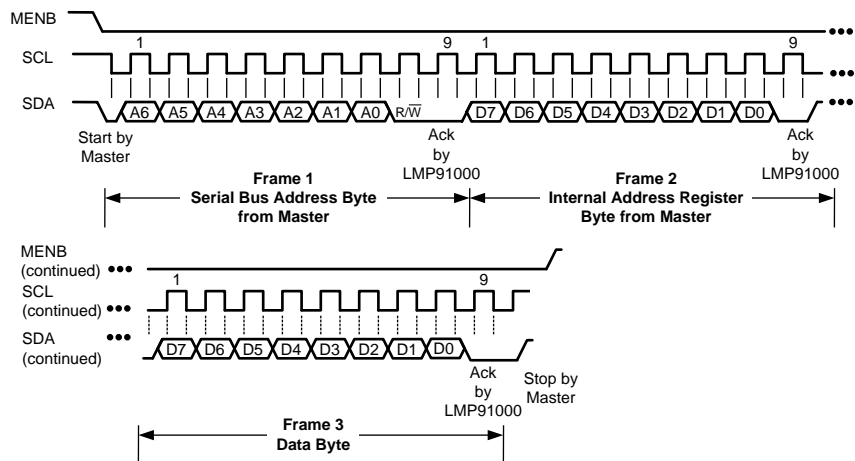 MENB
1 9 1 9
SCL
SDA A6 A5 A4 A3 A2 A1 A0 R/W̅ D7 D6 D5 D4 D3 D2 D1 D0
Start by
Master
Ack
by
LMP91000
Ack
by
LMP91000
Frame 1
Serial Bus Address Byte
from Master
Frame 2
Internal Address Register
Byte from Master
MENB
(continued)
1 9
SCL
(continued)
SDA
(continued)
D7 D6 D5 D4 D3 D2 D1 D0
Ack
by
LMP91000
Stop by
Master
Frame 3
Data Byte